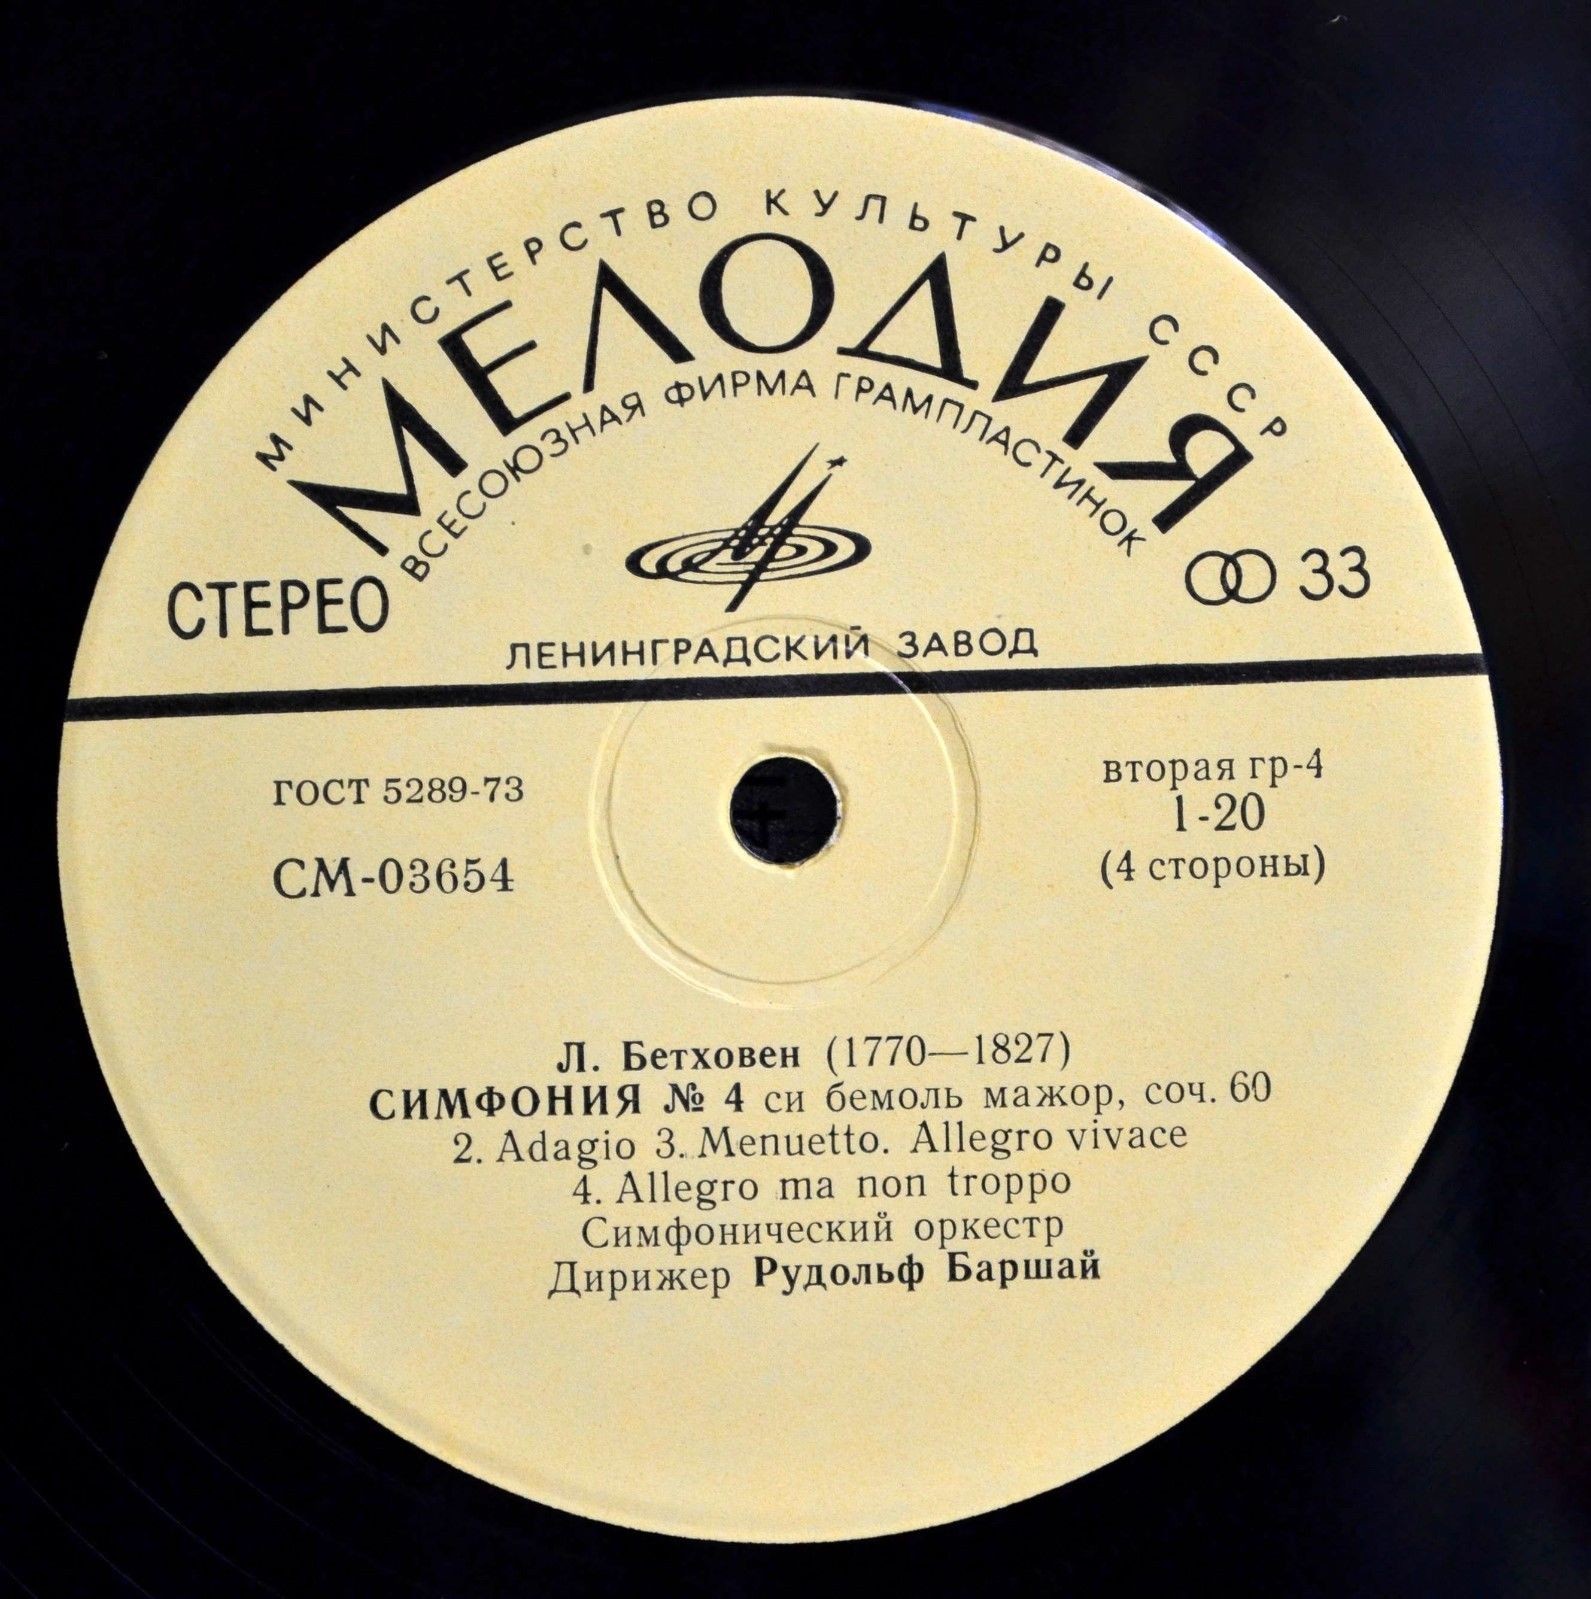 МИНИСТЕРСТВО КУЛЬТУРЫ СССР
МЕЛОДИЯ
ВСЕСОЮЗНАЯ ФИРМА ГРАМПЛАСТИНОК
СТЕРЕО
33
ЛЕНИНГРАДСКИЙ ЗАВОД
ГОСТ 5289-73
СМ-03654
вторая гр-4
1-20
(4 стороны)
Л. Бетховен (1770—1827)
СИМФОНИЯ № 4 си бемоль мажор, соч. 60
2. Adagio 3. Menuetto. Allegro vivace
4. Allegro ma non troppo
Симфонический оркестр
Дирижер Рудольф Баршай